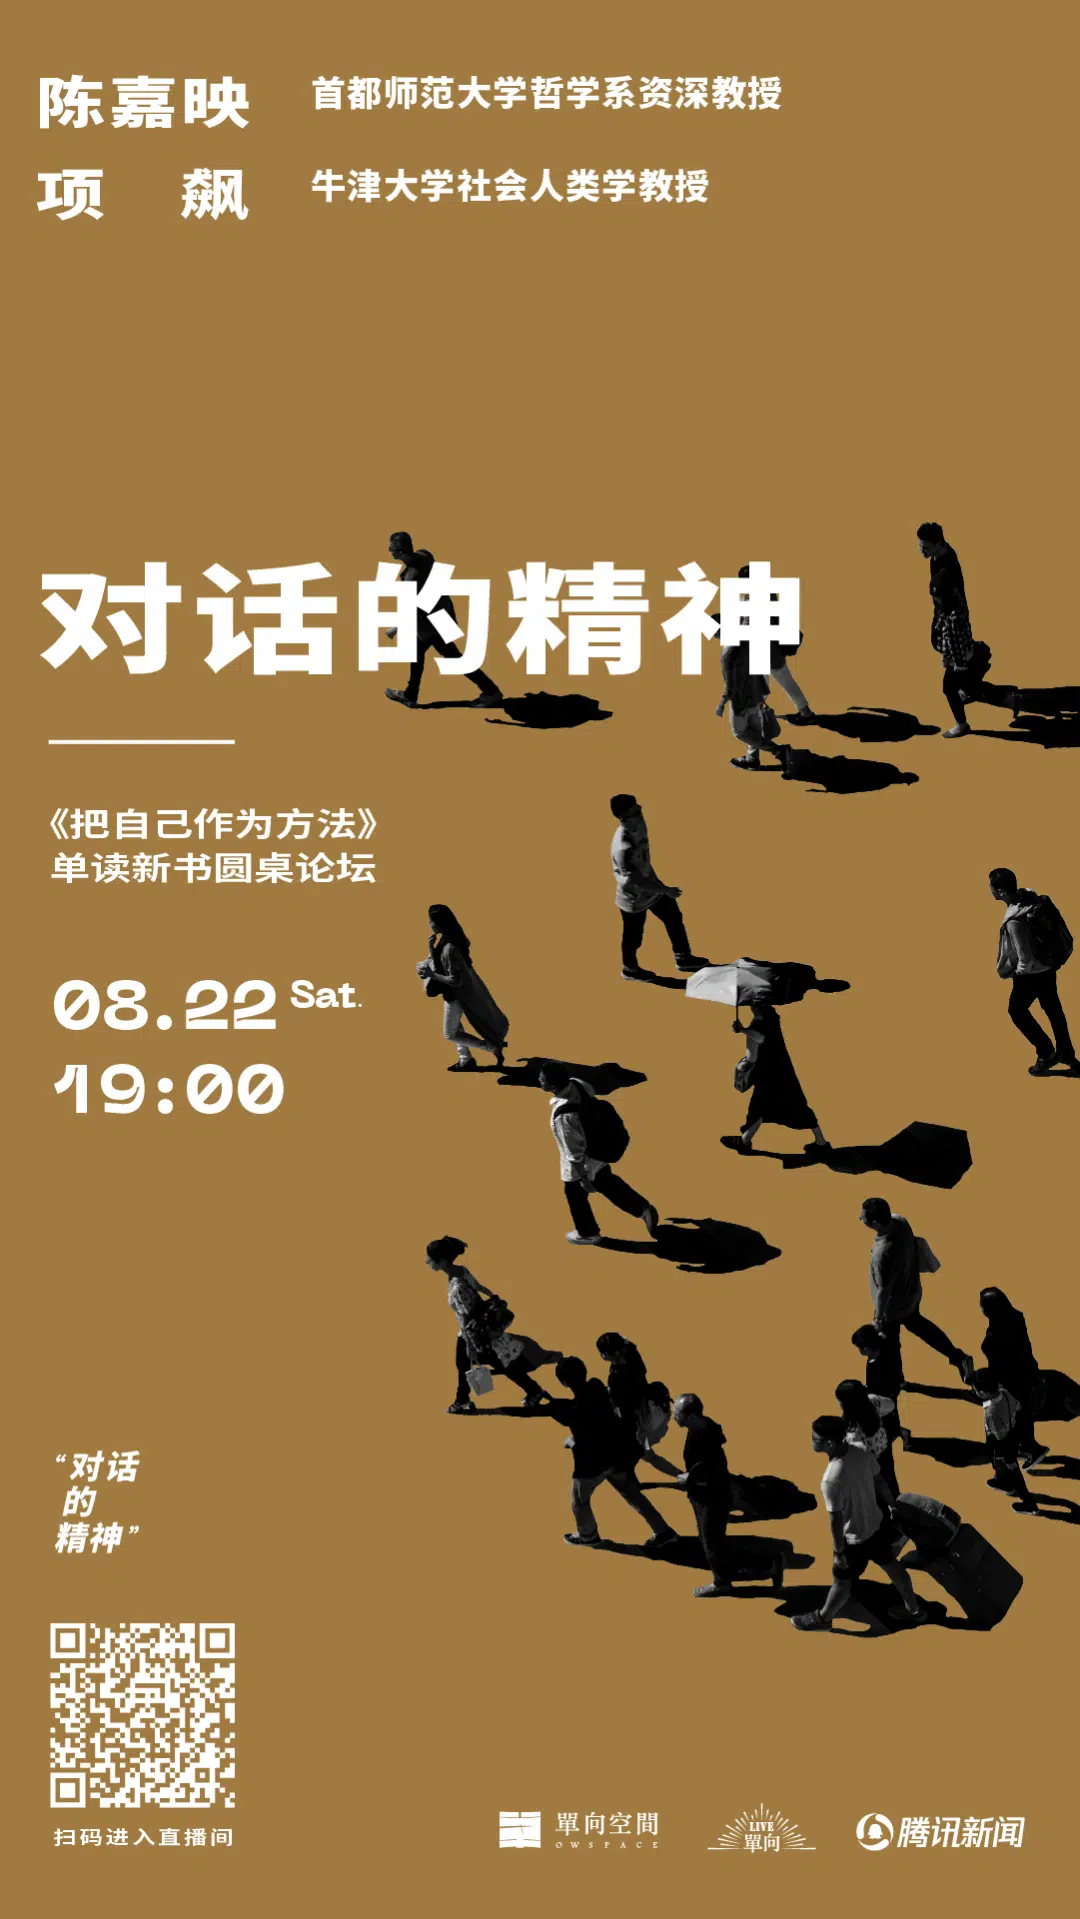 陈嘉映 首都师范大学哲学系资深教授
项 飙 牛津大学社会人类学教授
对话的精神
《把自己作为方法》
单读新书圆桌论坛
08.22 Sat.
19:00
“对话
的
精神”
扫码进入直播间
單向空間
OWSPACE
LIVE
單向
腾讯新闻